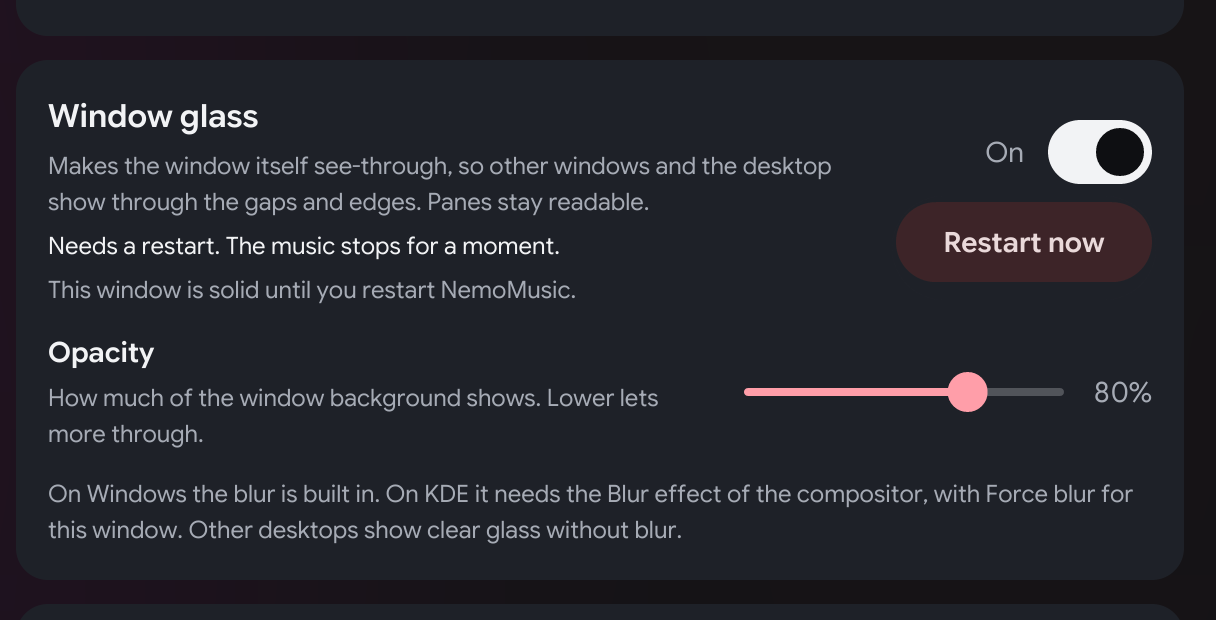 Window glass
Makes the window itself see-through, so other windows and the desktop
show through the gaps and edges. Panes stay readable.
Needs a restart. The music stops for a moment.
This window is solid until you restart NemoMusic.
On
Restart now
Opacity
How much of the window background shows. Lower lets
more through.
80%
On Windows the blur is built in. On KDE it needs the Blur effect of the compositor, with Force blur for
this window. Other desktops show clear glass without blur.